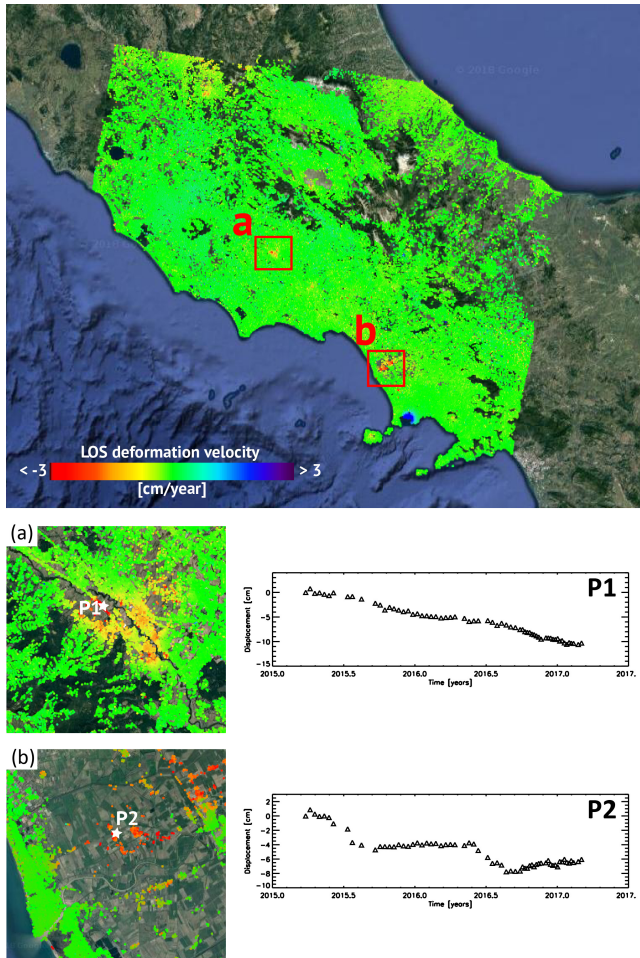 © 2018 Google
a
b
LOS deformation velocity
< -3 > 3
[cm/year]
(a)
P1
P1
Displacement [cm]
0
-5
-10
-15
2015.0 2015.5 2016.0 2016.5 2017.0 2017.
Time [years]
(b)
P2
P2
Displacement [cm]
2
0
-2
-4
-6
-8
-10
2015.0 2015.5 2016.0 2016.5 2017.0 2017.
Time [years]